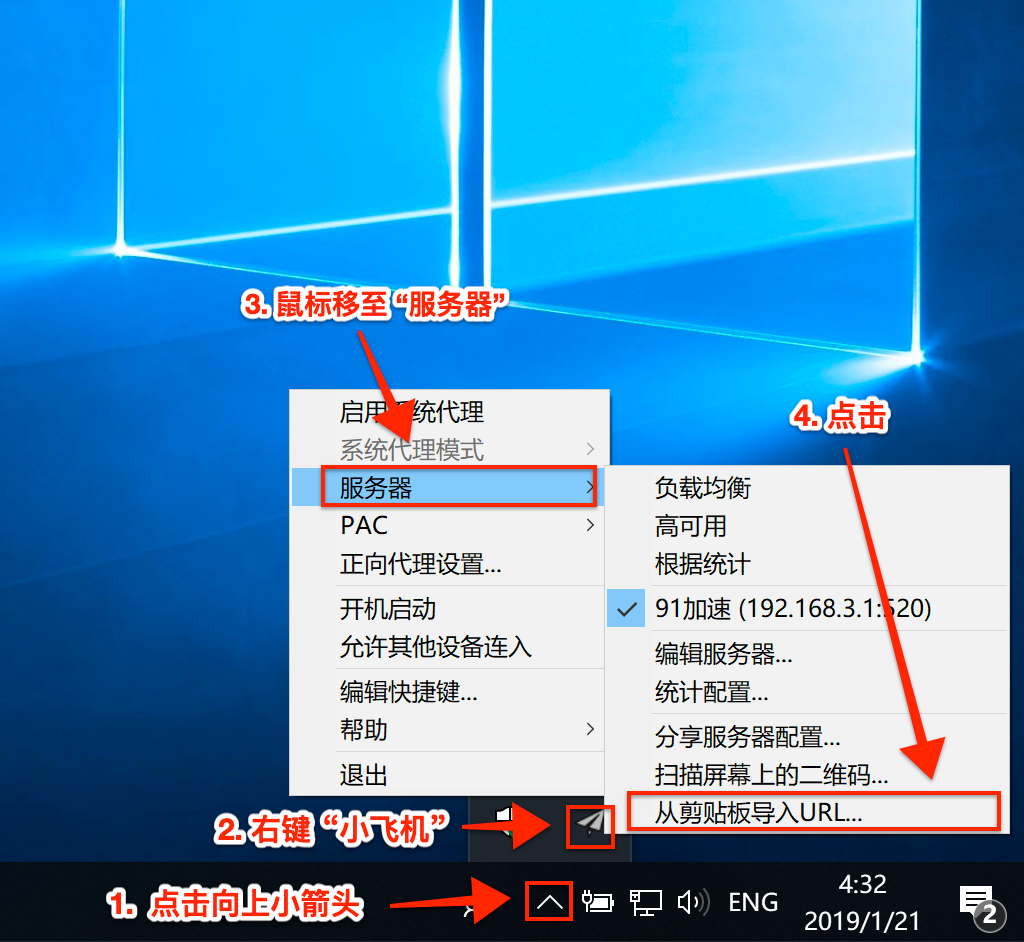 3. 鼠标移至 “服务器”
启用系统代理
系统代理模式
服务器
PAC
正向代理设置...
开机启动
允许其他设备连入
编辑快捷键...
帮助
退出
4. 点击
负载均衡
高可用
根据统计
91加速 (192.168.3.1:520)
编辑服务器...
统计配置...
分享服务器配置...
扫描屏幕上的二维码...
从剪贴板导入URL...
2. 右键 “小飞机”
1. 点击向上小箭头
ENG
4:32
2019/1/21
2